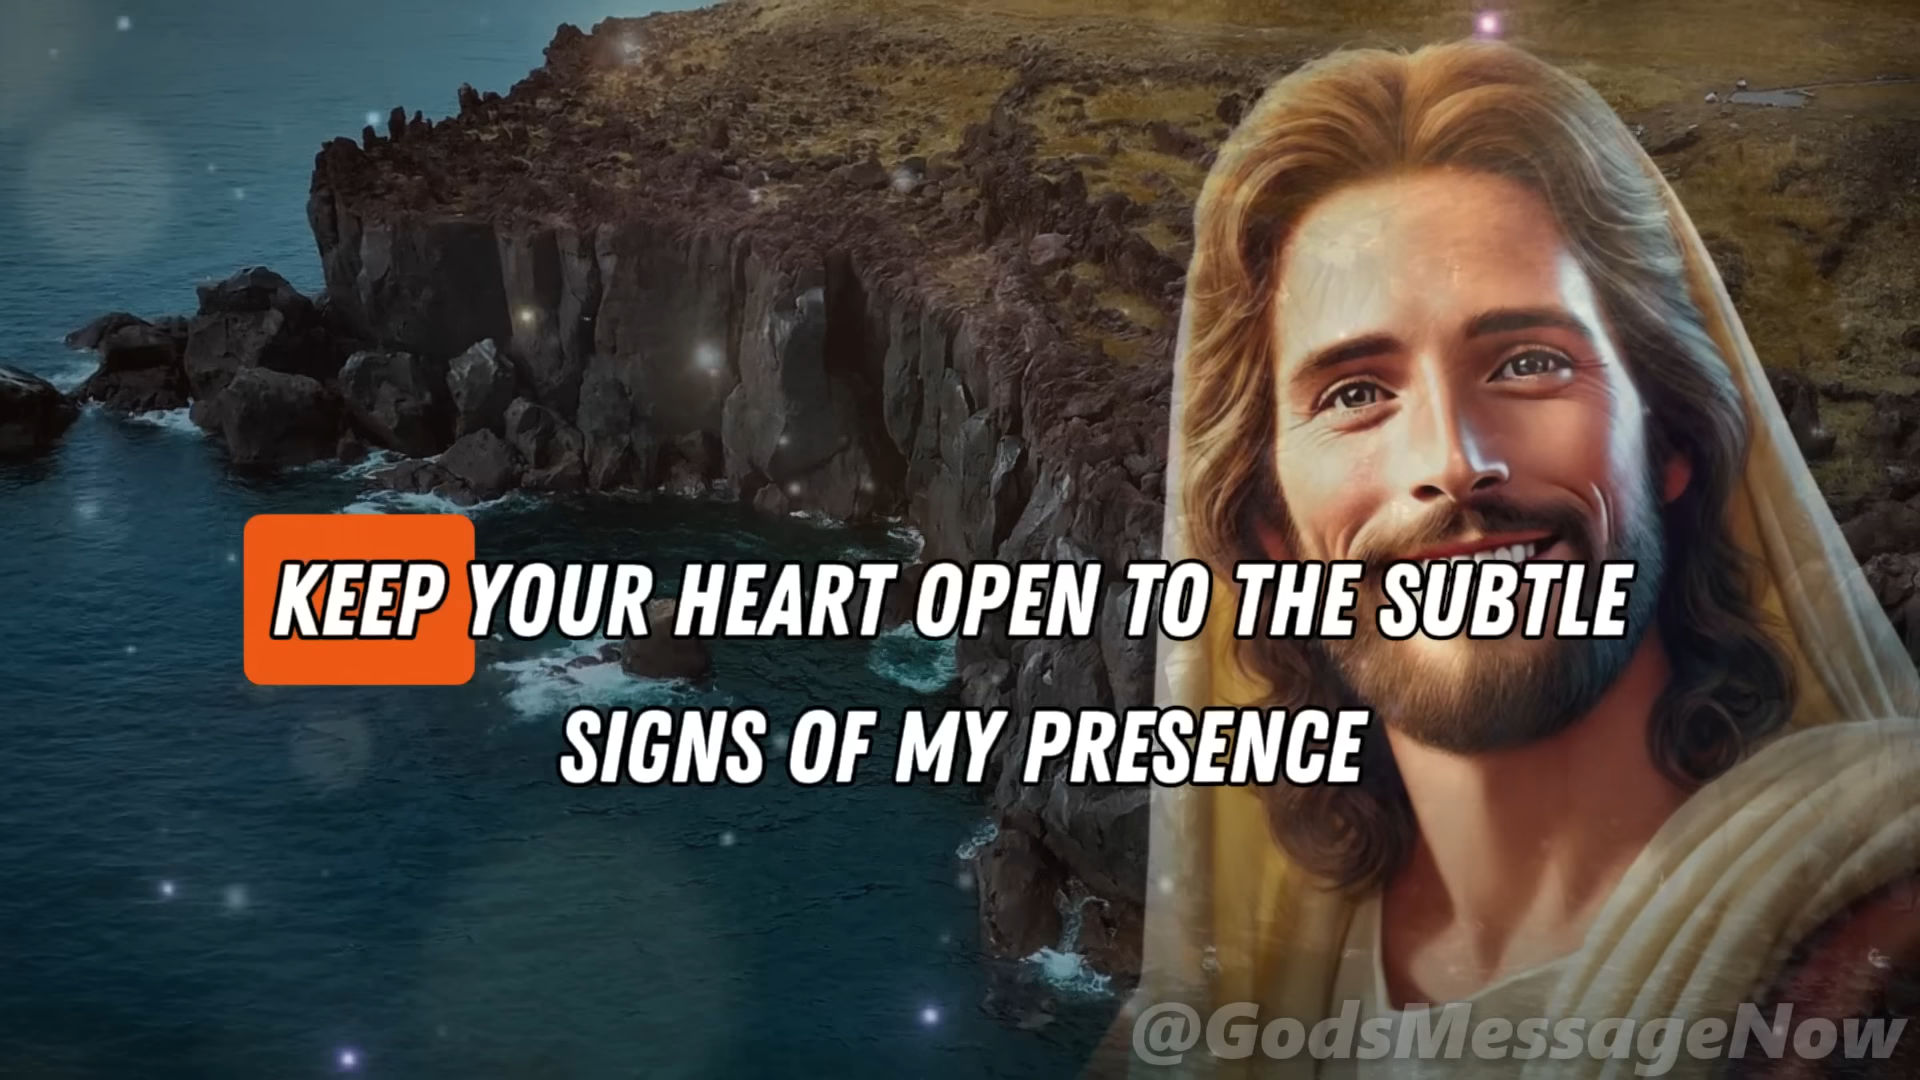 KEEP YOUR HEART OPEN TO THE SUBTLE
SIGNS OF MY PRESENCE
@GodsMessageNow